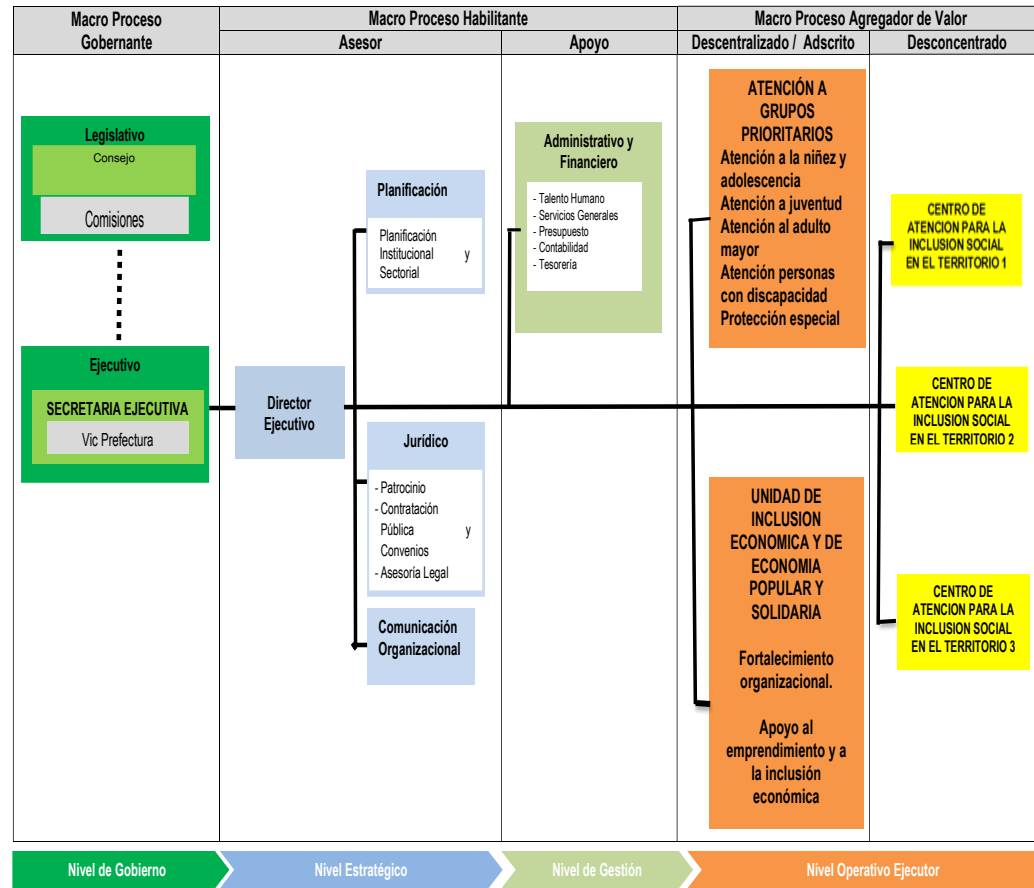 Macro Proceso
Gobernante
Macro Proceso Habilitante
Macro Proceso Agregador de Valor
Asesor
Apoyo
Descentralizado / Adscrito
Desconcentrado
Legislativo
Consejo
Comisiones
Ejecutivo
SECRETARIA EJECUTIVA
Vic Prefectura
Director
Ejecutivo
Planificación
Planificación
Institucional y
Sectorial
Jurídico
- Patrocinio
- Contratación
Pública y
Convenios
- Asesoría Legal
Comunicación
Organizacional
Administrativo y
Financiero
- Talento Humano
- Servicios Generales
- Presupuesto
- Contabilidad
- Tesorería
ATENCIÓN A
GRUPOS
PRIORITARIOS
Atención a la niñez y
adolescencia
Atención a juventud
Atención al adulto
mayor
Atención personas
con discapacidad
Protección especial
UNIDAD DE
INCLUSION
ECONOMICA Y DE
ECONOMIA
POPULAR Y
SOLIDARIA
Fortalecimiento
organizacional.
Apoyo al
emprendimiento y a
la inclusión
económica
CENTRO DE
ATENCION PARA LA
INCLUSION SOCIAL
EN EL TERRITORIO 1
CENTRO DE
ATENCION PARA LA
INCLUSION SOCIAL
EN EL TERRITORIO 2
CENTRO DE
ATENCION PARA LA
INCLUSION SOCIAL
EN EL TERRITORIO 3
Nivel de Gobierno
Nivel Estratégico
Nivel de Gestión
Nivel Operativo Ejecutor